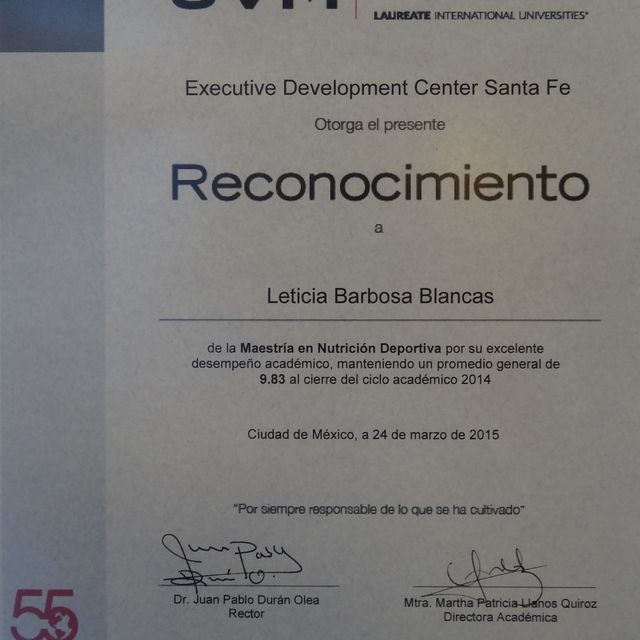 UVM
LAUREATE INTERNATIONAL UNIVERSITIES®
Executive Development Center Santa Fe
Otorga el presente
Reconocimiento
a
Leticia Barbosa Blancas
de la Maestría en Nutrición Deportiva por su excelente
desempeño académico, manteniendo un promedio general de
9.83 al cierre del ciclo académico 2014
Ciudad de México, a 24 de marzo de 2015
"Por siempre responsable de lo que se ha cultivado"
Dr. Juan Pablo Durán Olea
Rector
Mtra. Martha Patricia Llanos Quiroz
Directora Académica
55